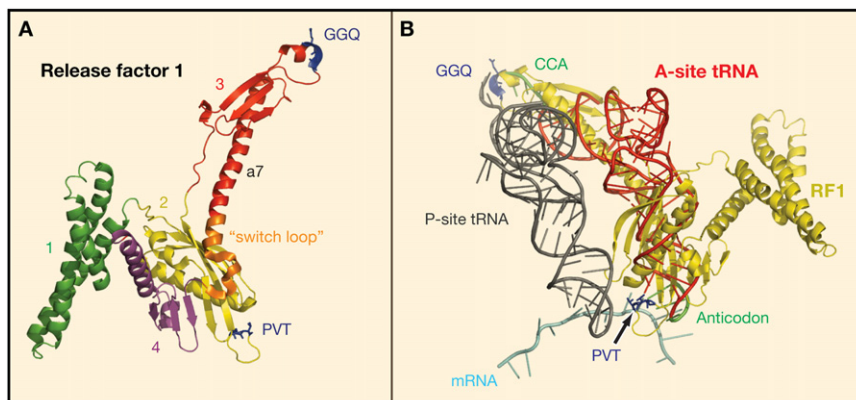 A
GGQ
Release factor 1
3
a7
2
"switch loop"
1
4
PVT
B
GGQ
CCA
A-site tRNA
RF1
P-site tRNA
Anticodon
PVT
mRNA